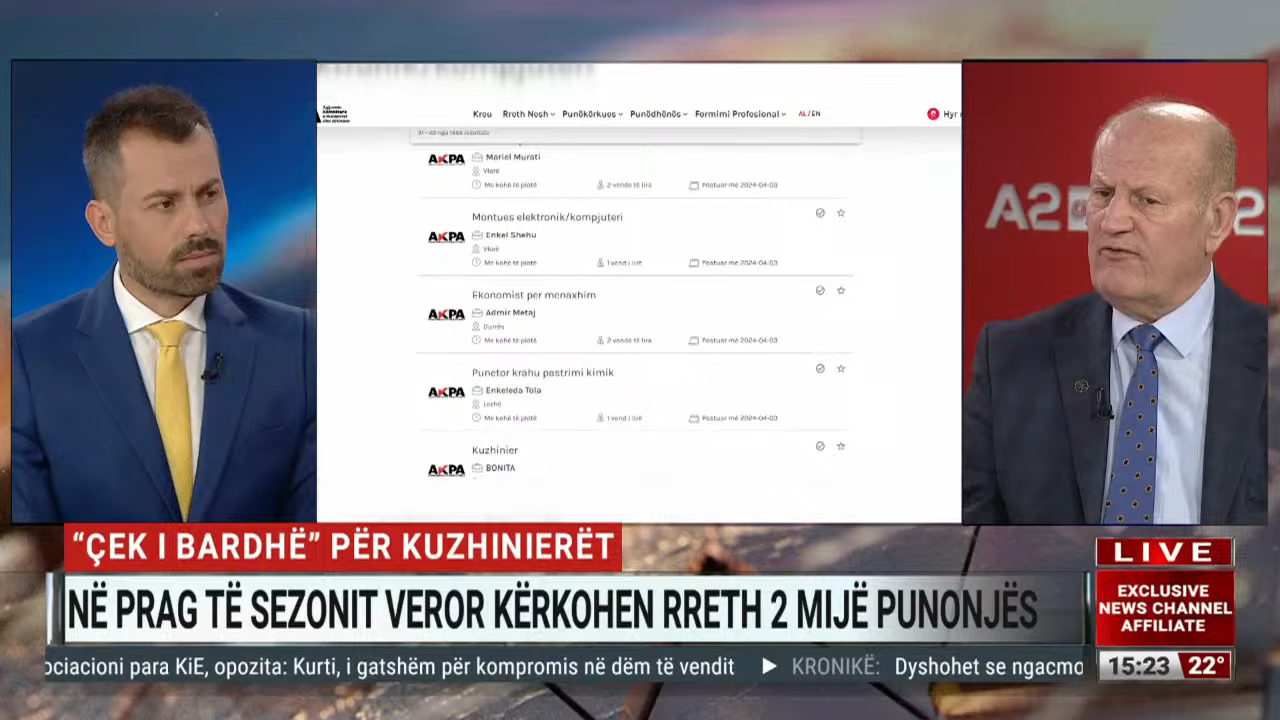 Krou Rreth Nesh Punëkërkues Punëdhënës Formimi Profesional AL/EN Hyr
AKPA Mariel Murati
Vlorë
Me kohë të plotë 2 vende të lira Postuar më 2024-04-03
Montues elektronik/kompjuteri
AKPA Enkel Shehu
Vlorë
Me kohë të plotë 1 vend i lirë Postuar më 2024-04-03
Ekonomist per menaxhim
AKPA Admir Metaj
Durrës
Me kohë të plotë 2 vende të lira Postuar më 2024-04-03
Punetor krahu pastrimi kimik
AKPA Enkeleda Tola
Lezhë
Me kohë të plotë 1 vend i lirë Postuar më 2024-04-03
Kuzhinier
AKPA BONITA
A2 SA
“ÇEK I BARDHË” PËR KUZHINIERËT
NË PRAG TË SEZONIT VEROR KËRKOHEN RRETH 2 MIJË PUNONJËS
LIVE
EXCLUSIVE
NEWS CHANNEL
AFFILIATE
ociacioni para KiE, opozita: Kurti, i gatshëm për kompromis në dëm të vendit ▶ KRONIKË: Dyshohet se ngacmo
15:23 22°